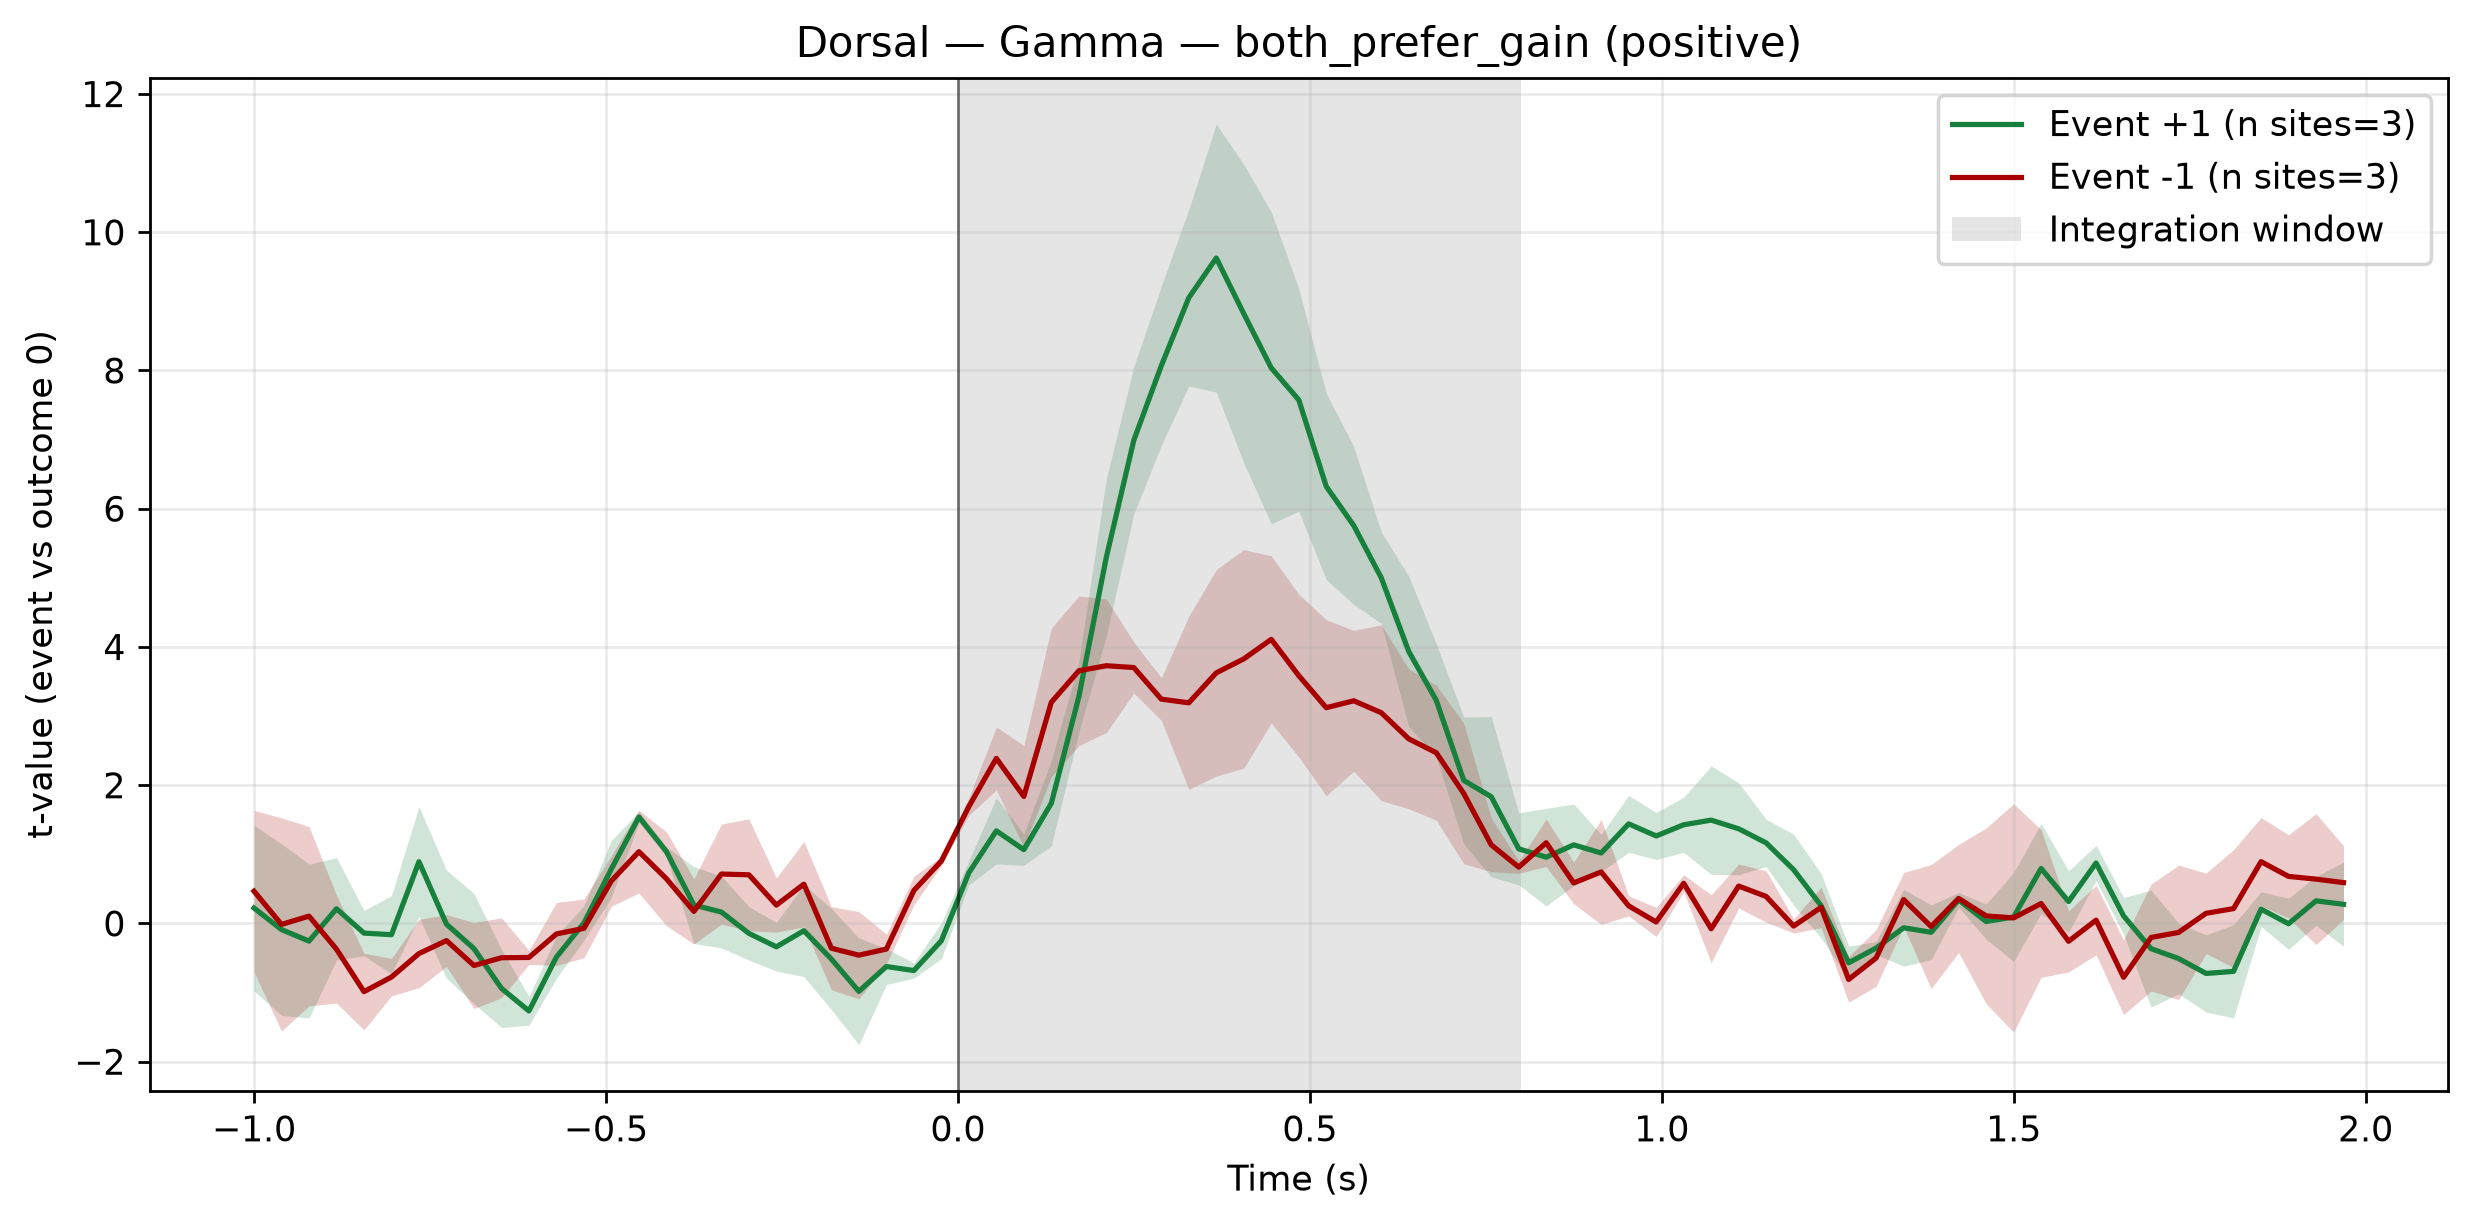 Dorsal — Gamma — both_prefer_gain (positive)
12
10
8
6
4
2
0
−2
t-value (event vs outcome 0)
Event +1 (n sites=3)
Event -1 (n sites=3)
Integration window
−1.0
−0.5
0.0
0.5
1.0
1.5
2.0
Time (s)